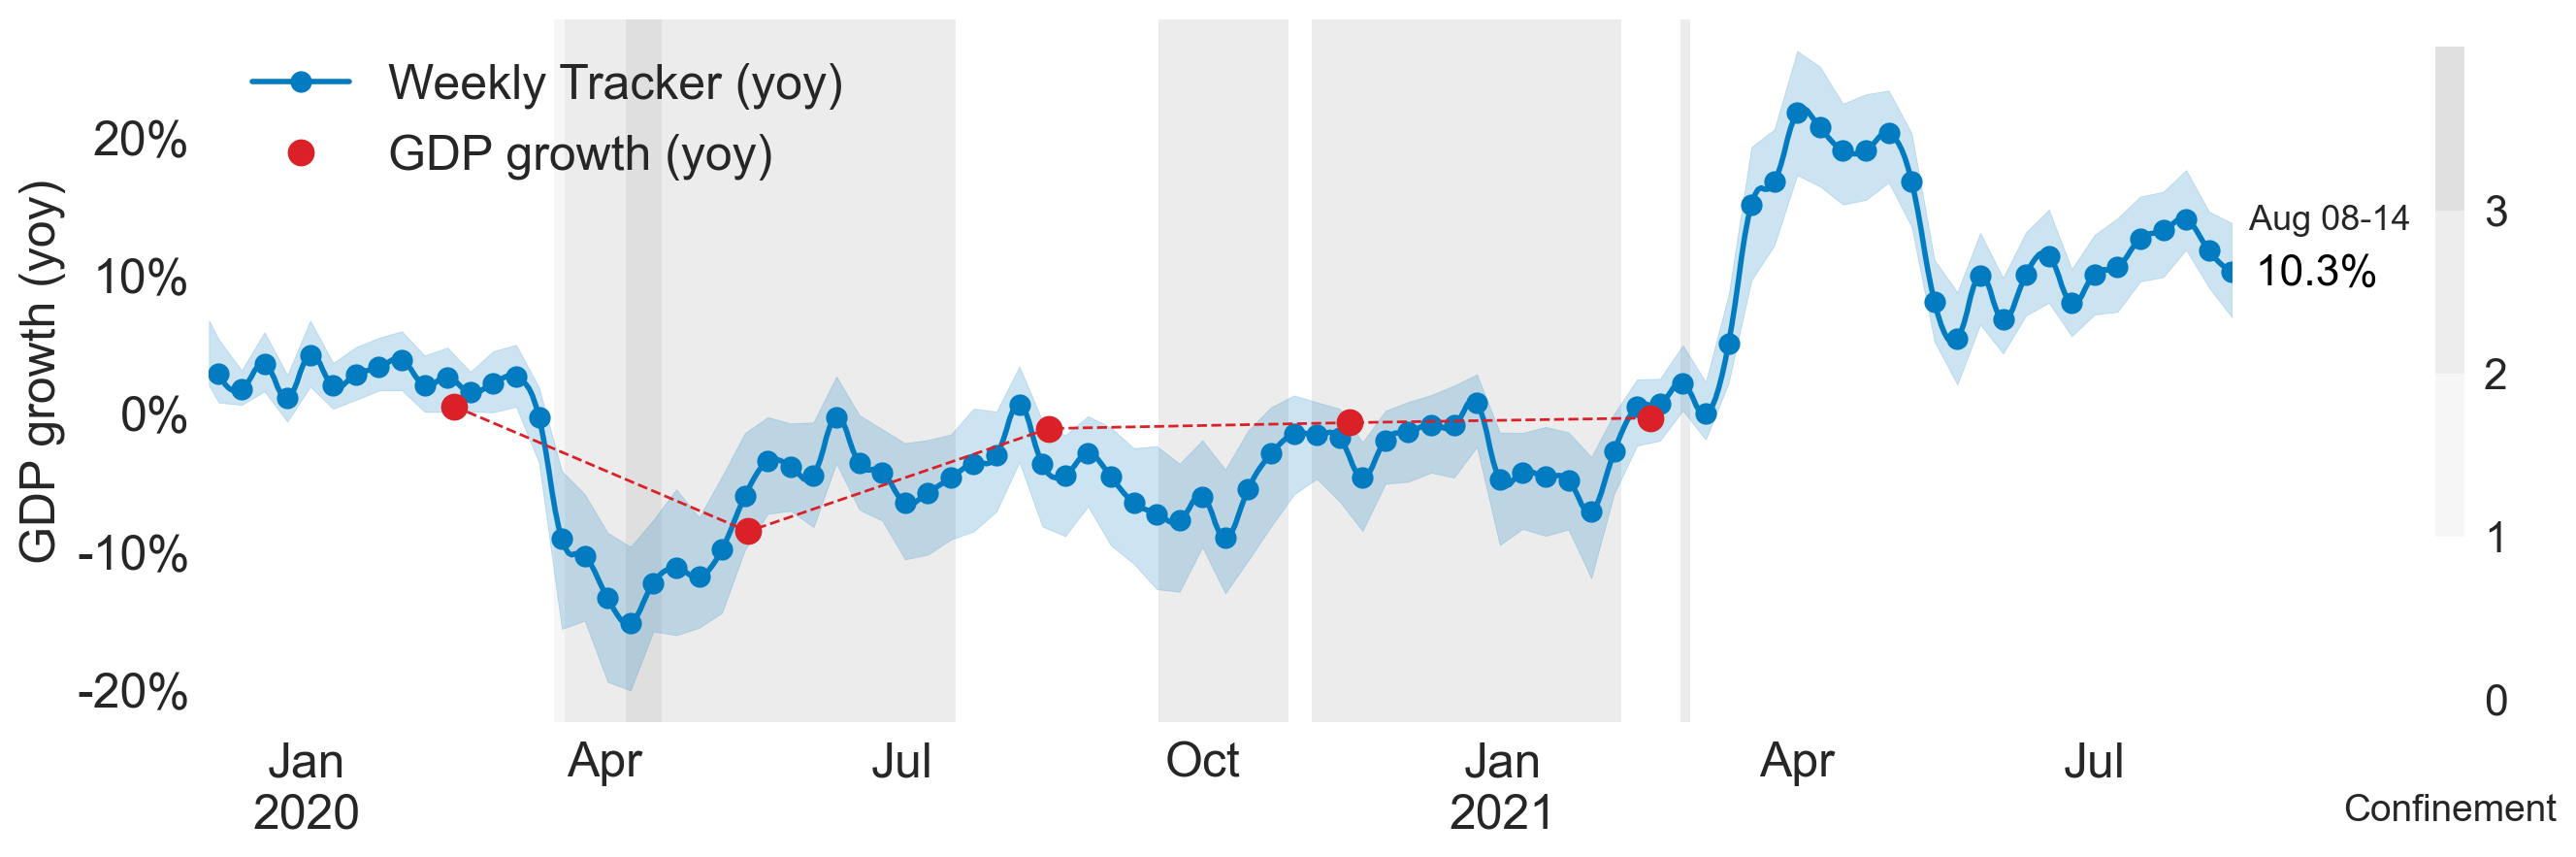 Weekly Tracker (yoy)
GDP growth (yoy)
GDP growth (yoy)
20%
10%
0%
-10%
-20%
Jan
2020
Apr
Jul
Oct
Jan
2021
Apr
Jul
Aug 08-14
10.3%
3
2
1
0
Confinement